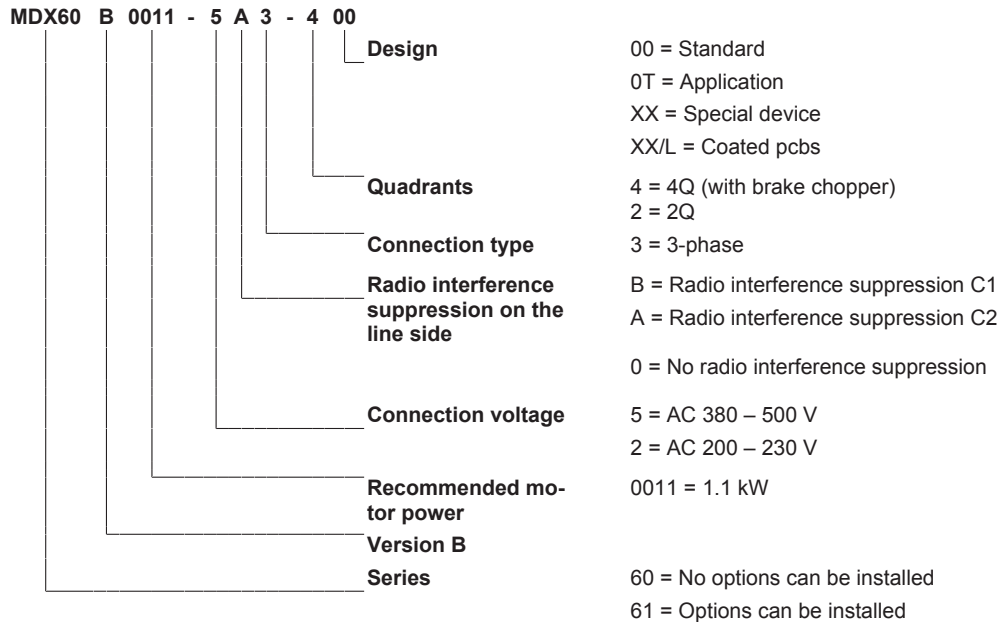 MDX60 B 0011 - 5 A 3 - 4 00
Design 00 = Standard
0T = Application
XX = Special device
XX/L = Coated pcbs
Quadrants 4 = 4Q (with brake chopper)
2 = 2Q
Connection type 3 = 3-phase
Radio interference B = Radio interference suppression C1
suppression on the A = Radio interference suppression C2
line side
0 = No radio interference suppression
Connection voltage 5 = AC 380 – 500 V
2 = AC 200 – 230 V
Recommended mo- 0011 = 1.1 kW
tor power
Version B
Series 60 = No options can be installed
61 = Options can be installed